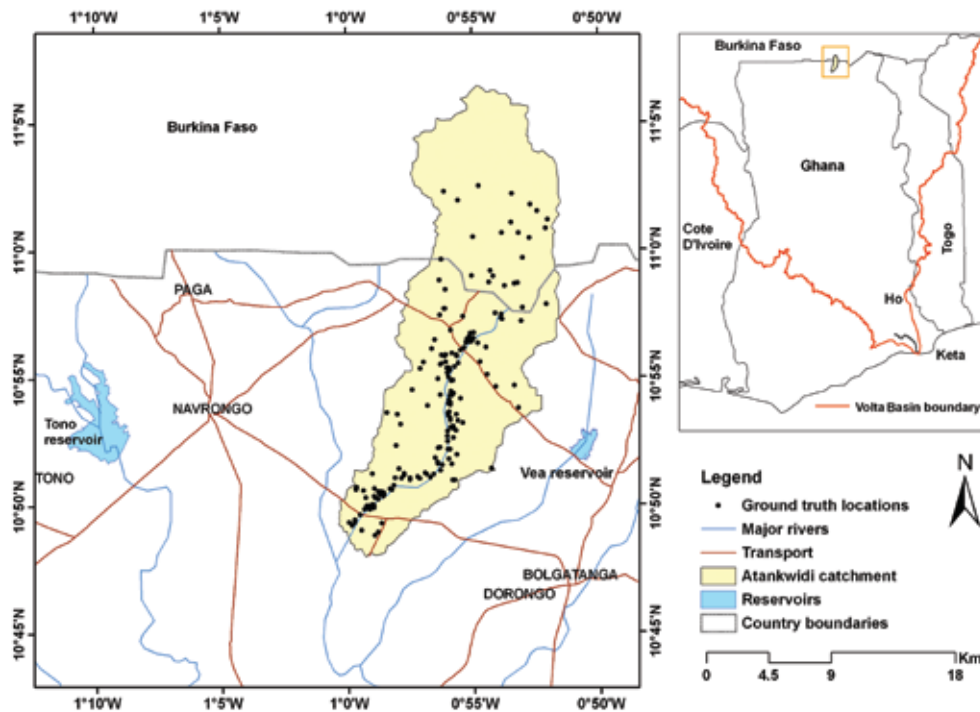 1°10'W 1°5'W 1°0'W 0°55'W 0°50'W
11°5'N
11°0'N
10°55'N
10°50'N
10°45'N
Burkina Faso
PAGA
NAVRONGO
Tono
reservoir
TONO
Vea reservoir
BOLGATANGA
DORONGO
11°5'N
11°0'N
10°55'N
10°50'N
10°45'N
1°10'W 1°5'W 1°0'W 0°55'W 0°50'W
Burkina Faso
Ghana
Cote
D'Ivoire
Togo
Ho
Keta
Volta Basin boundary
N
Legend
Ground truth locations
Major rivers
Transport
Atankwidi catchment
Reservoirs
Country boundaries
Km
0 4.5 9 18